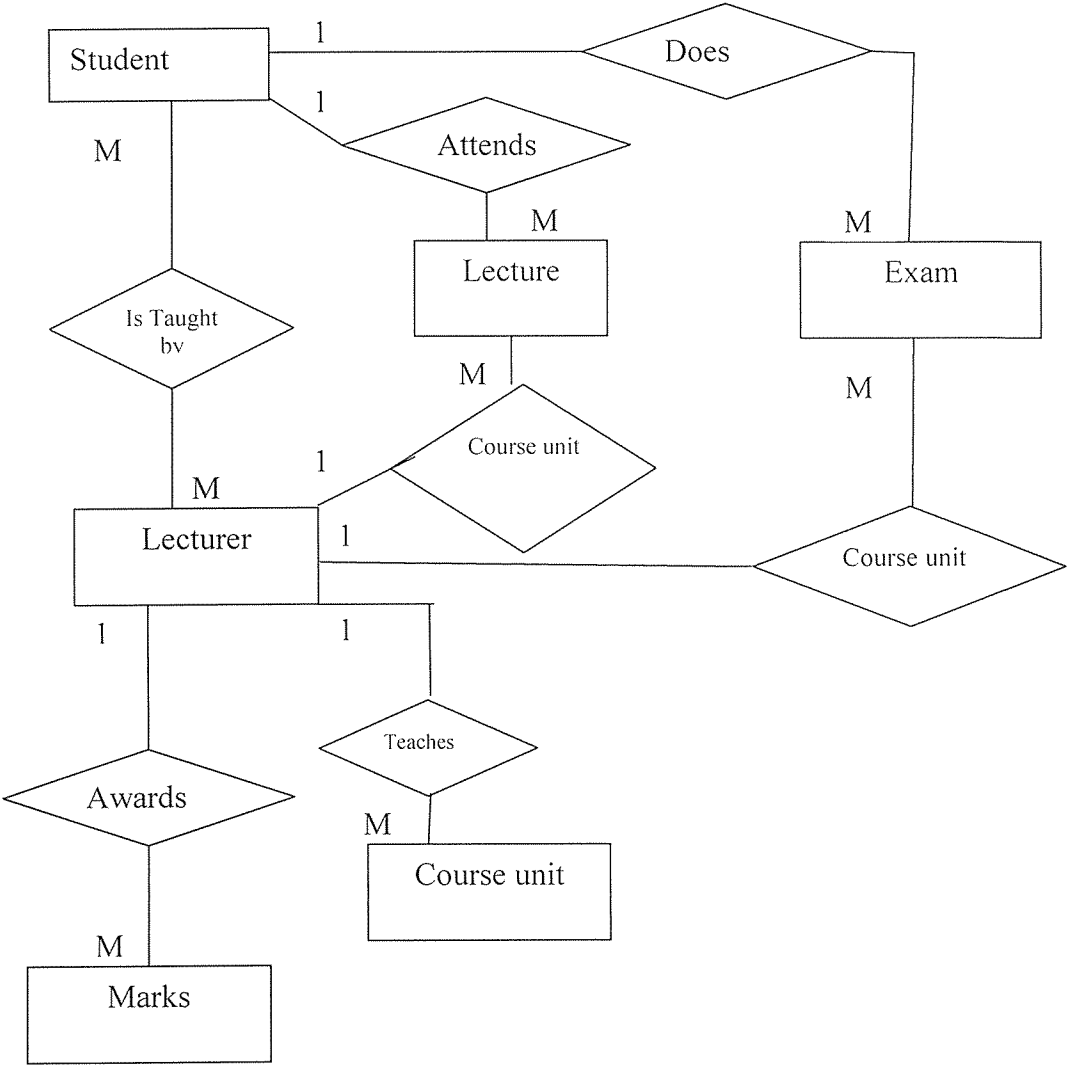 Student
1
Does
1
M
Attends
M
M
Lecture
Exam
Is Taught
by
M
M
Course unit
1
M
Lecturer
1
Course unit
1
1
Teaches
Awards
M
Course unit
M
Marks